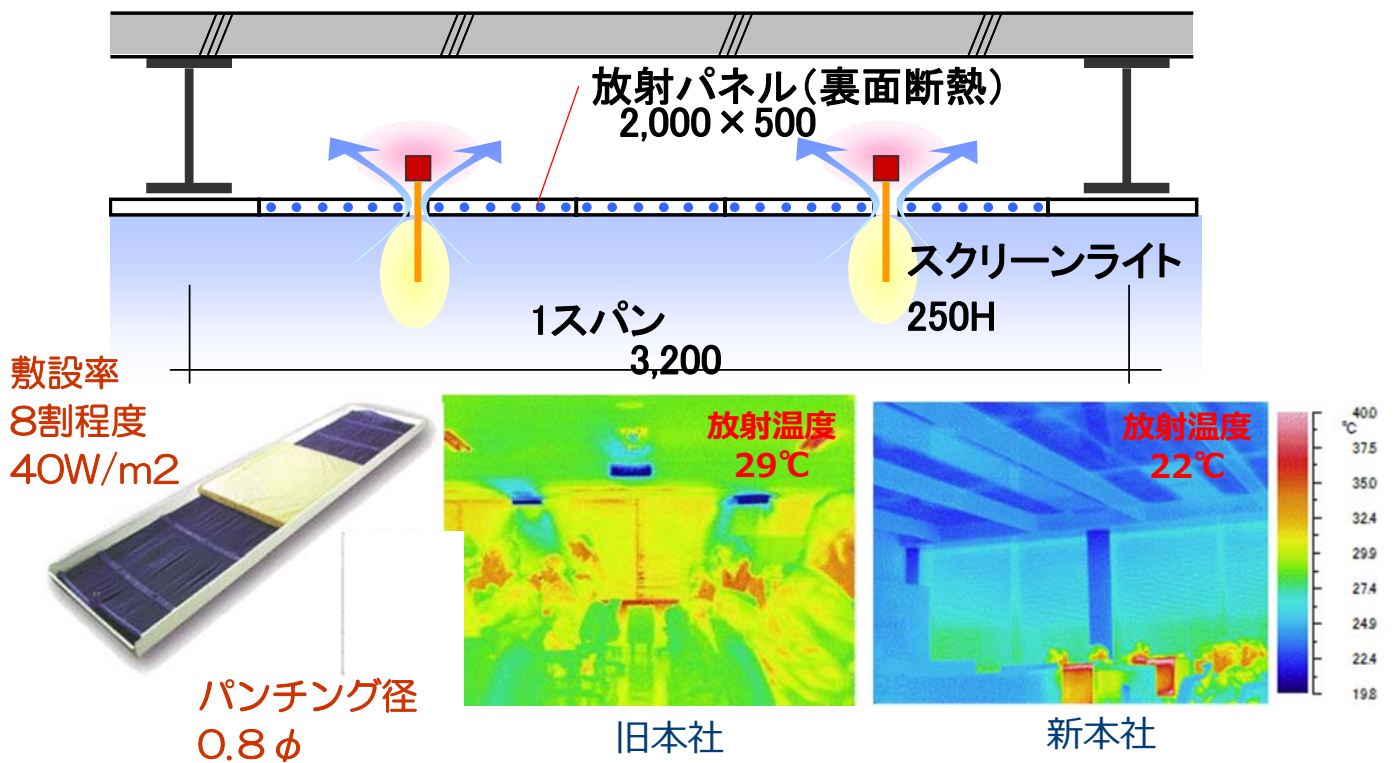 放射パネル（裏面断熱）
2,000×500
スクリーンライト
250H
1スパン
3,200
敷設率
8割程度
40W/m2
パンチング径
0.8φ
放射温度
29℃
旧本社
放射温度
22℃
新本社
40.0
℃
37.5
35.0
32.4
29.9
27.4
24.9
22.4
19.8